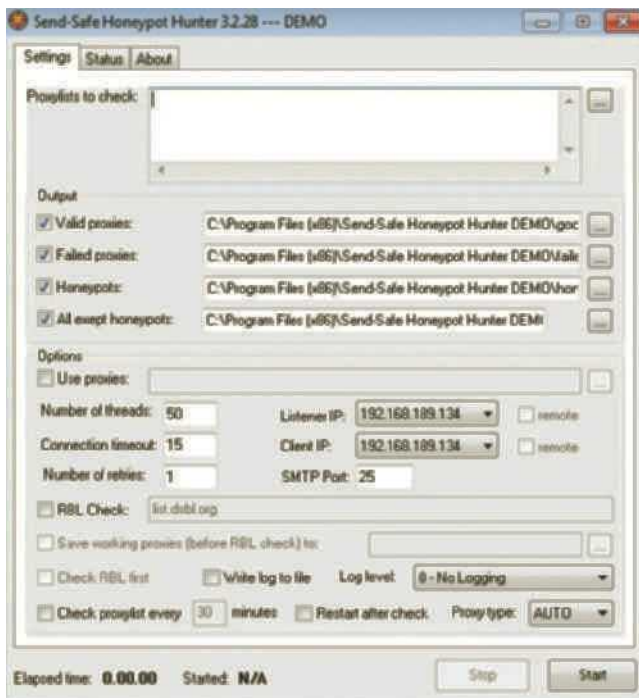 Send-Safe Honeypot Hunter 3.2.28 --- DEMO
Settings Status About
Proxylists to check:
...
Output
Valid proxies: C:\Program Files (x86)\Send-Safe Honeypot Hunter DEMO\goc ...
Failed proxies: C:\Program Files (x86)\Send-Safe Honeypot Hunter DEMO\faile ...
Honeypots: C:\Program Files (x86)\Send-Safe Honeypot Hunter DEMO\hor ...
All exept honeypots: C:\Program Files (x86)\Send-Safe Honeypot Hunter DEM( ...
Options
Use proxies: ...
Number of threads: 50 Listener IP: 192.168.189.134 remote
Connection timeout: 15 Client IP: 192.168.189.134 remote
Number of retries: 1 SMTP Port: 25
RBL Check: list.dsbl.org
Save working proxies (before RBL check) to: ...
Check RBL first Write log to file Log level: 0 - No Logging
Check proxylist every 30 minutes Restart after check Proxy type: AUTO
Elapsed time: 0.00.00 Started: N/A Stop Start